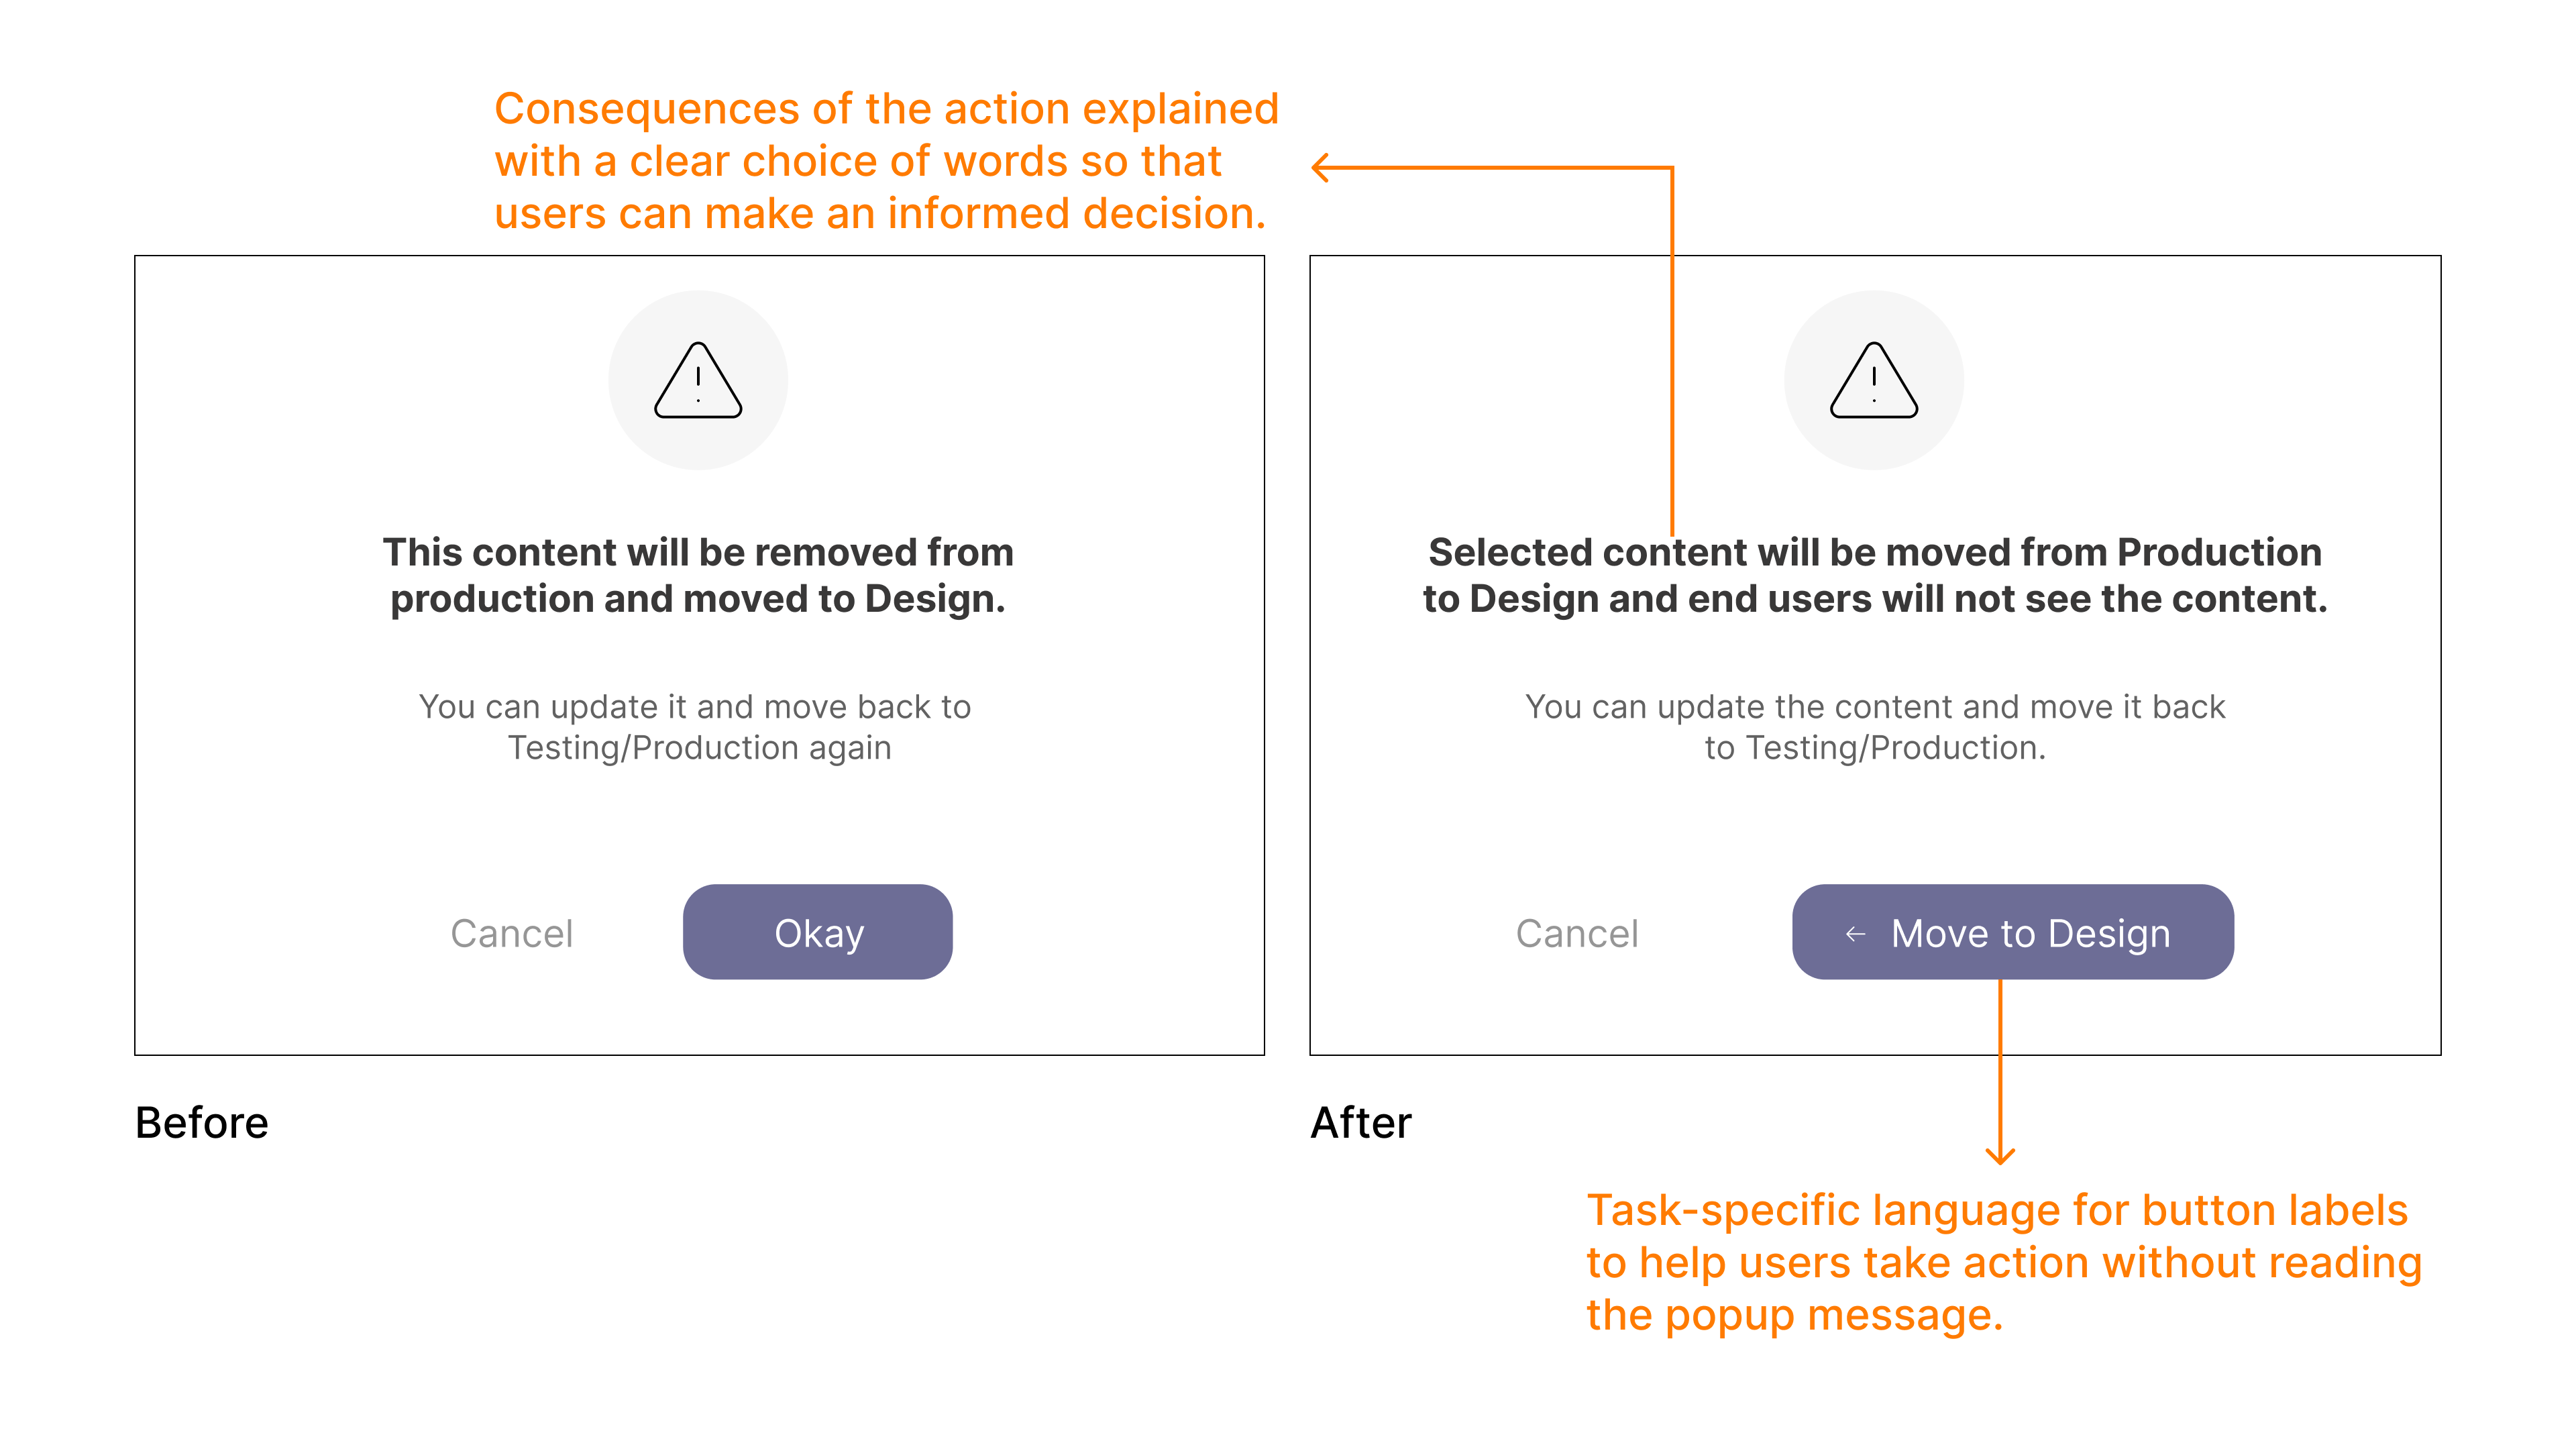 Consequences of the action explained
with a clear choice of words so that
users can make an informed decision.
This content will be removed from
production and moved to Design.
You can update it and move back to
Testing/Production again
Cancel
Okay
Before
Selected content will be moved from Production
to Design and end users will not see the content.
You can update the content and move it back
to Testing/Production.
Cancel
← Move to Design
After
Task-specific language for button labels
to help users take action without reading
the popup message.